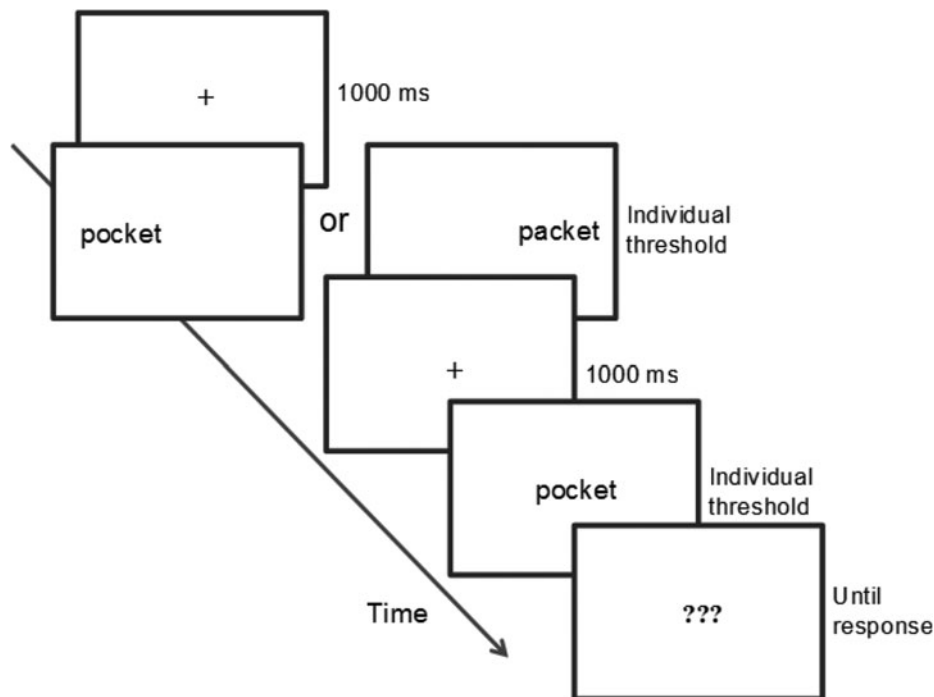 +
1000 ms
pocket
or
packet
Individual
threshold
+
1000 ms
pocket
Individual
threshold
Time
???
Until
response